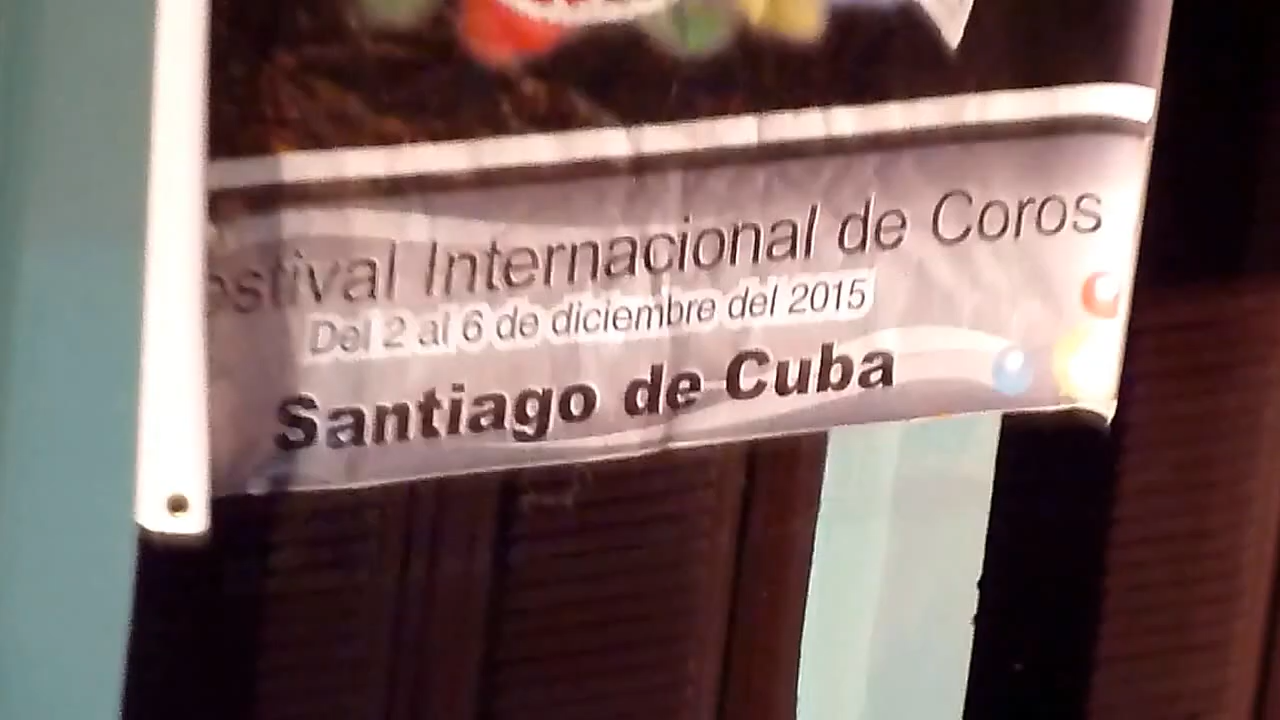 estival Internacional de Coros
Del 2 al 6 de diciembre del 2015
Santiago de Cuba